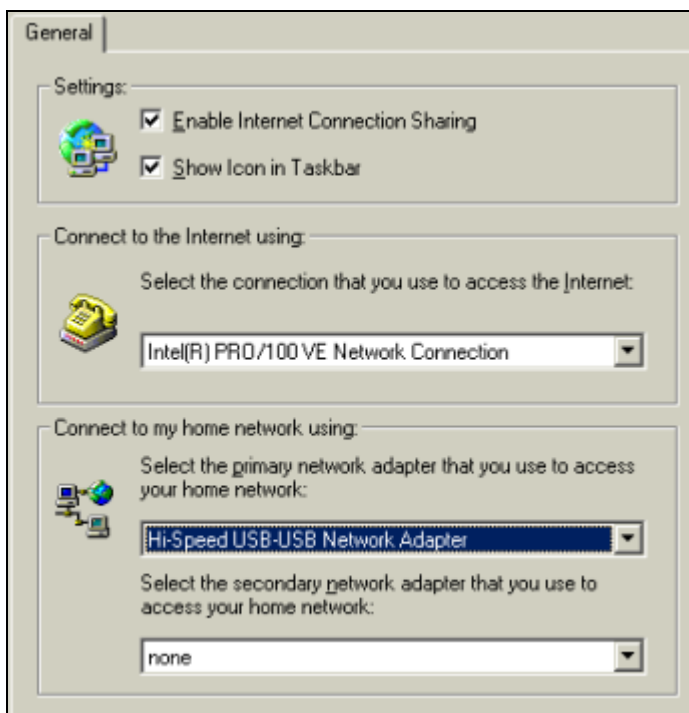 General
Settings:
Enable Internet Connection Sharing
Show Icon in Taskbar
Connect to the Internet using:
Select the connection that you use to access the Internet:
Intel(R) PRO/100 VE Network Connection
Connect to my home network using:
Select the primary network adapter that you use to access
your home network:
Hi-Speed USB-USB Network Adapter
Select the secondary network adapter that you use to
access your home network:
none